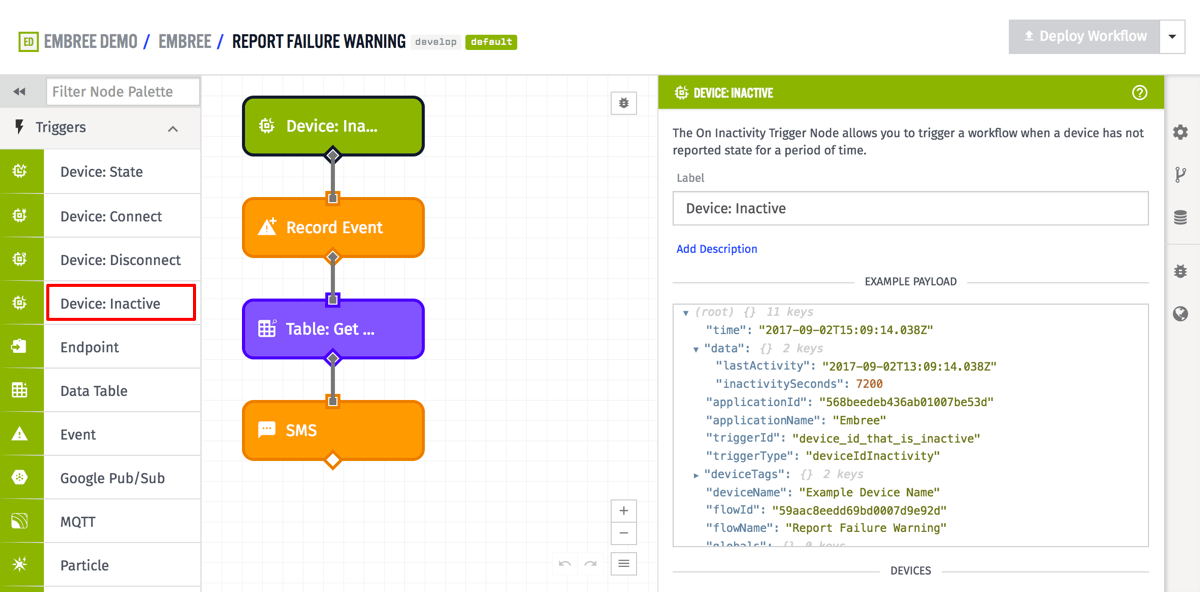 ED EMBREE DEMO / EMBREE / REPORT FAILURE WARNING develop default
Deploy Workflow
Filter Node Palette
Triggers
Device: State
Device: Connect
Device: Disconnect
Device: Inactive
Endpoint
Data Table
Event
Google Pub/Sub
MQTT
Particle
Device: Ina...
Record Event
Table: Get ...
SMS
DEVICE: INACTIVE
The On Inactivity Trigger Node allows you to trigger a workflow when a device has not
reported state for a period of time.
Label
Device: Inactive
Add Description
EXAMPLE PAYLOAD
(root) {} 11 keys
"time": "2017-09-02T15:09:14.038Z"
"data": {} 2 keys
"lastActivity": "2017-09-02T13:09:14.038Z"
"inactivitySeconds": 7200
"applicationId": "568beedeb436ab01007be53d"
"applicationName": "Embree"
"triggerId": "device_id_that_is_inactive"
"triggerType": "deviceIdInactivity"
"deviceTags": {} 2 keys
"deviceName": "Example Device Name"
"flowId": "59aac8eedd69bd0007d9e92d"
"flowName": "Report Failure Warning"
"globals": {} 0 keys
DEVICES